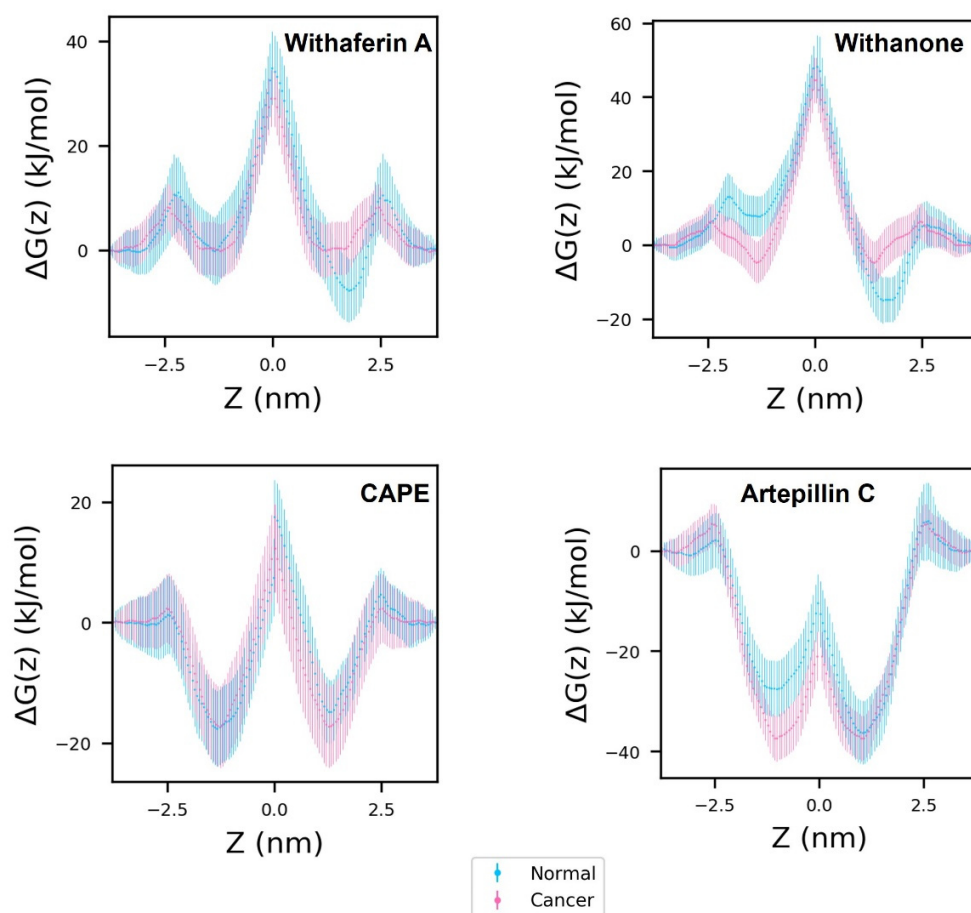 Withaferin A
ΔG(z) (kJ/mol)
40
20
0
−2.5 0.0 2.5
Z (nm)
Withanone
ΔG(z) (kJ/mol)
60
40
20
0
−20
−2.5 0.0 2.5
Z (nm)
CAPE
ΔG(z) (kJ/mol)
20
0
−20
−2.5 0.0 2.5
Z (nm)
Artepillin C
ΔG(z) (kJ/mol)
0
−20
−40
−2.5 0.0 2.5
Z (nm)
Normal
Cancer